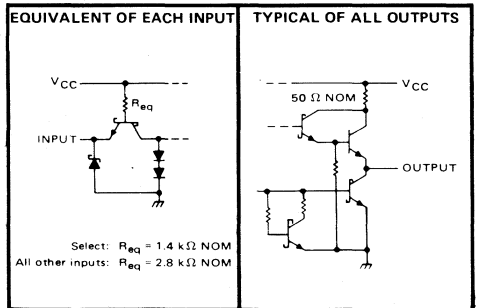 EQUIVALENT OF EACH INPUT
VCC
Req
INPUT
Select: Req = 1.4 kΩ NOM
All other inputs: Req = 2.8 kΩ NOM
TYPICAL OF ALL OUTPUTS
VCC
50 Ω NOM
OUTPUT